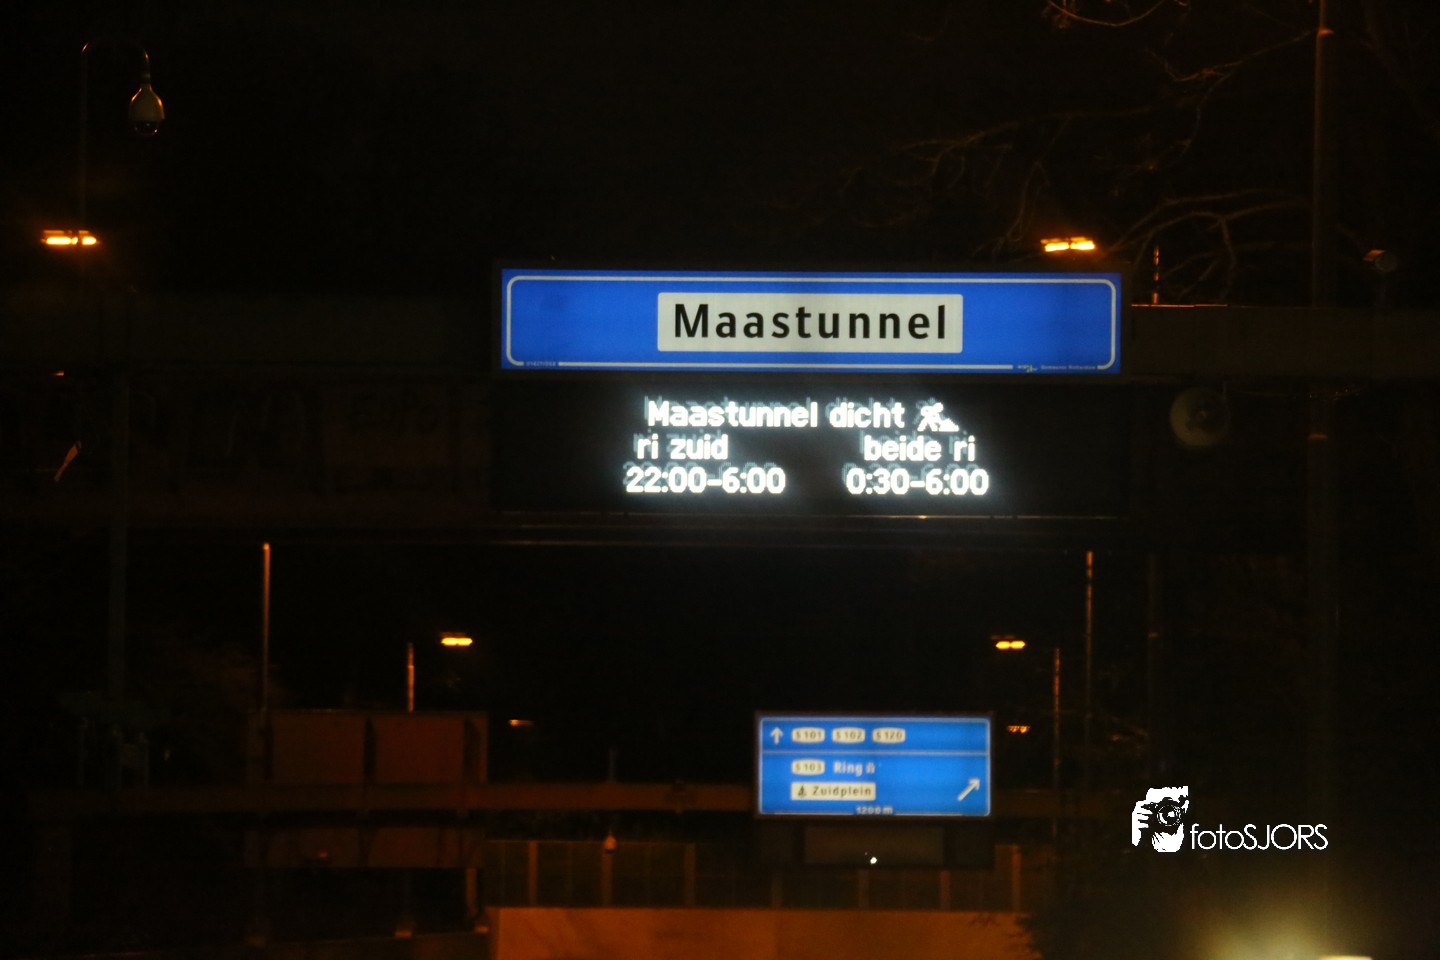 Maastunnel
Maastunnel dicht
ri zuid beide ri
22:00-6:00 0:30-6:00
S101 S102 S120
S103 Ring
Zuidplein
1200 m
fotoSJORS